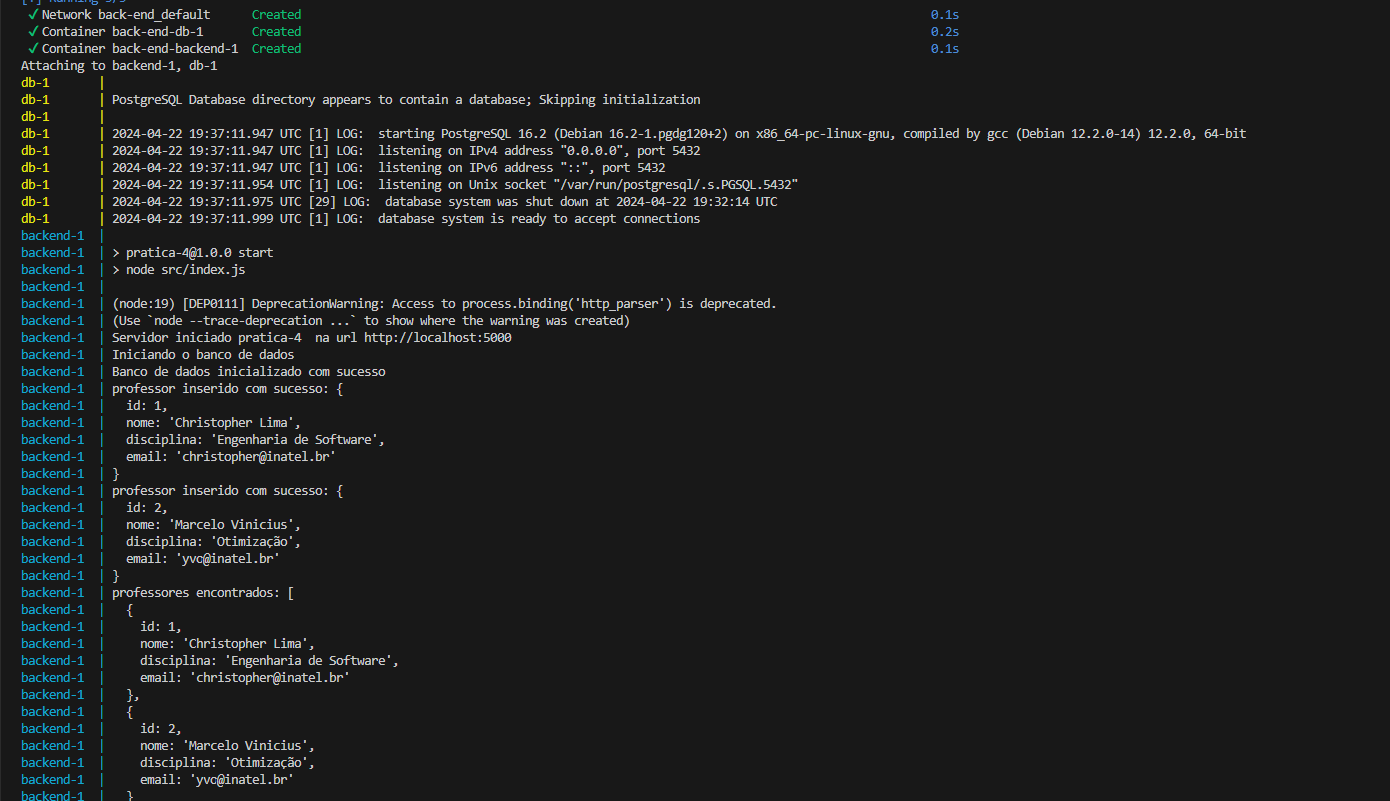 ✓ Network back-end_default Created 0.1s
✓ Container back-end-db-1 Created 0.2s
✓ Container back-end-backend-1 Created 0.1s
Attaching to backend-1, db-1
db-1 |
db-1 | PostgreSQL Database directory appears to contain a database; Skipping initialization
db-1 |
db-1 | 2024-04-22 19:37:11.947 UTC [1] LOG:  starting PostgreSQL 16.2 (Debian 16.2-1.pgdg120+2) on x86_64-pc-linux-gnu, compiled by gcc (Debian 12.2.0-14) 12.2.0, 64-bit
db-1 | 2024-04-22 19:37:11.947 UTC [1] LOG:  listening on IPv4 address "0.0.0.0", port 5432
db-1 | 2024-04-22 19:37:11.947 UTC [1] LOG:  listening on IPv6 address "::", port 5432
db-1 | 2024-04-22 19:37:11.954 UTC [1] LOG:  listening on Unix socket "/var/run/postgresql/.s.PGSQL.5432"
db-1 | 2024-04-22 19:37:11.975 UTC [29] LOG:  database system was shut down at 2024-04-22 19:32:14 UTC
db-1 | 2024-04-22 19:37:11.999 UTC [1] LOG:  database system is ready to accept connections
backend-1 |
backend-1 | > pratica-4@1.0.0 start
backend-1 | > node src/index.js
backend-1 |
backend-1 | (node:19) [DEP0111] DeprecationWarning: Access to process.binding('http_parser') is deprecated.
backend-1 | (Use `node --trace-deprecation ...` to show where the warning was created)
backend-1 | Servidor iniciado pratica-4  na url http://localhost:5000
backend-1 | Iniciando o banco de dados
backend-1 | Banco de dados inicializado com sucesso
backend-1 | professor inserido com sucesso: {
backend-1 |   id: 1,
backend-1 |   nome: 'Christopher Lima',
backend-1 |   disciplina: 'Engenharia de Software',
backend-1 |   email: 'christopher@inatel.br'
backend-1 | }
backend-1 | professor inserido com sucesso: {
backend-1 |   id: 2,
backend-1 |   nome: 'Marcelo Vinicius',
backend-1 |   disciplina: 'Otimização',
backend-1 |   email: 'yvo@inatel.br'
backend-1 | }
backend-1 | professores encontrados: [
backend-1 |   {
backend-1 |     id: 1,
backend-1 |     nome: 'Christopher Lima',
backend-1 |     disciplina: 'Engenharia de Software',
backend-1 |     email: 'christopher@inatel.br'
backend-1 |   },
backend-1 |   {
backend-1 |     id: 2,
backend-1 |     nome: 'Marcelo Vinicius',
backend-1 |     disciplina: 'Otimização',
backend-1 |     email: 'yvo@inatel.br'
backend-1 |   }